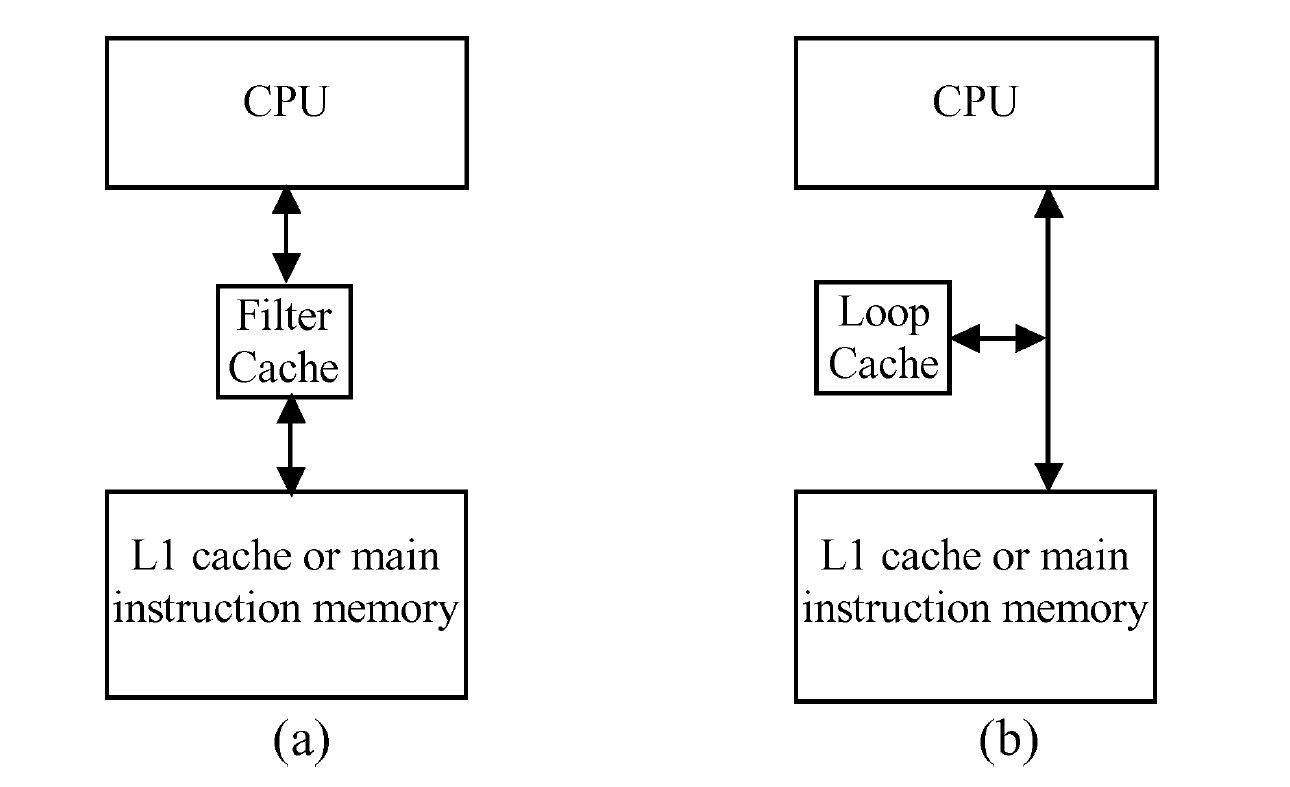 CPU
Filter
Cache
L1 cache or main
instruction memory
(a)
CPU
Loop
Cache
L1 cache or main
instruction memory
(b)